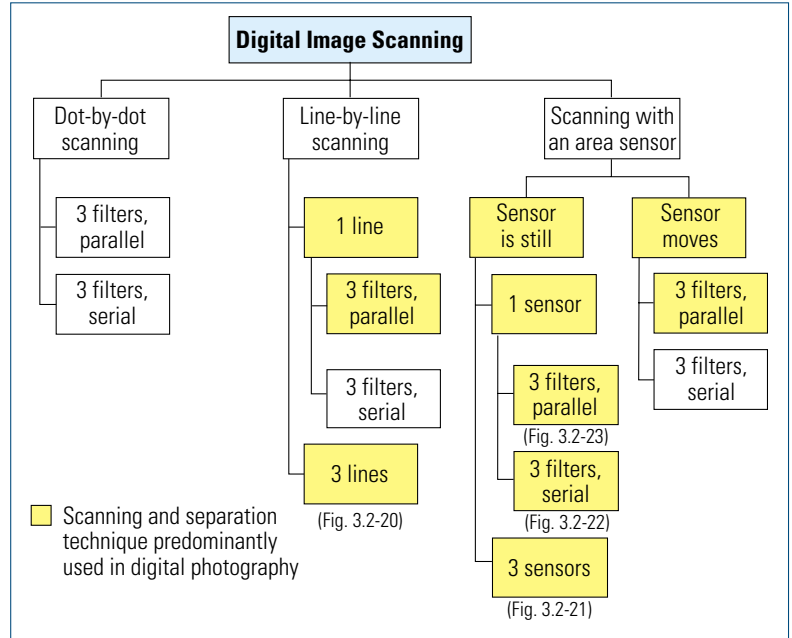 Digital Image Scanning
Dot-by-dot
scanning
3 filters,
parallel
3 filters,
serial
Line-by-line
scanning
1 line
3 filters,
parallel
3 filters,
serial
3 lines
(Fig. 3.2-20)
Scanning with
an area sensor
Sensor
is still
1 sensor
3 filters,
parallel
(Fig. 3.2-23)
3 filters,
serial
(Fig. 3.2-22)
3 sensors
(Fig. 3.2-21)
Sensor
moves
3 filters,
parallel
3 filters,
serial
Scanning and separation
technique predominantly
used in digital photography